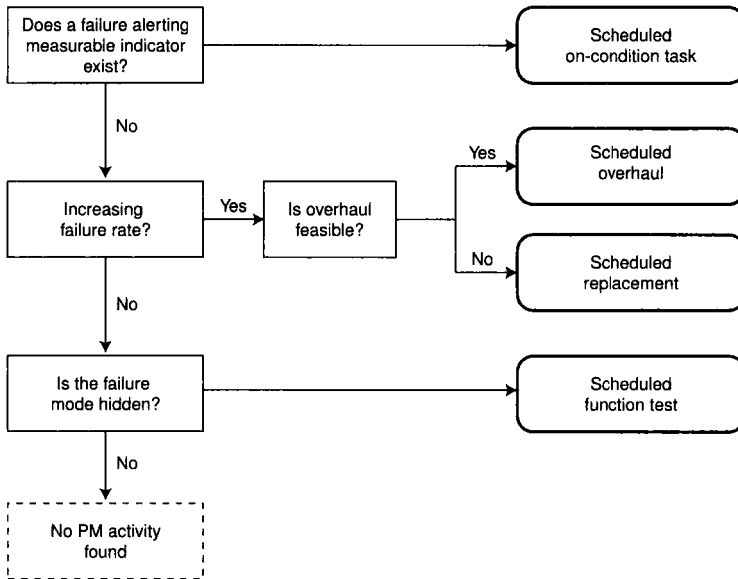 Does a failure alerting
measurable indicator
exist?
Scheduled
on-condition task
No
Increasing
failure rate?
Yes
Is overhaul
feasible?
Yes
Scheduled
overhaul
No
Scheduled
replacement
No
Is the failure
mode hidden?
Scheduled
function test
No
No PM activity
found